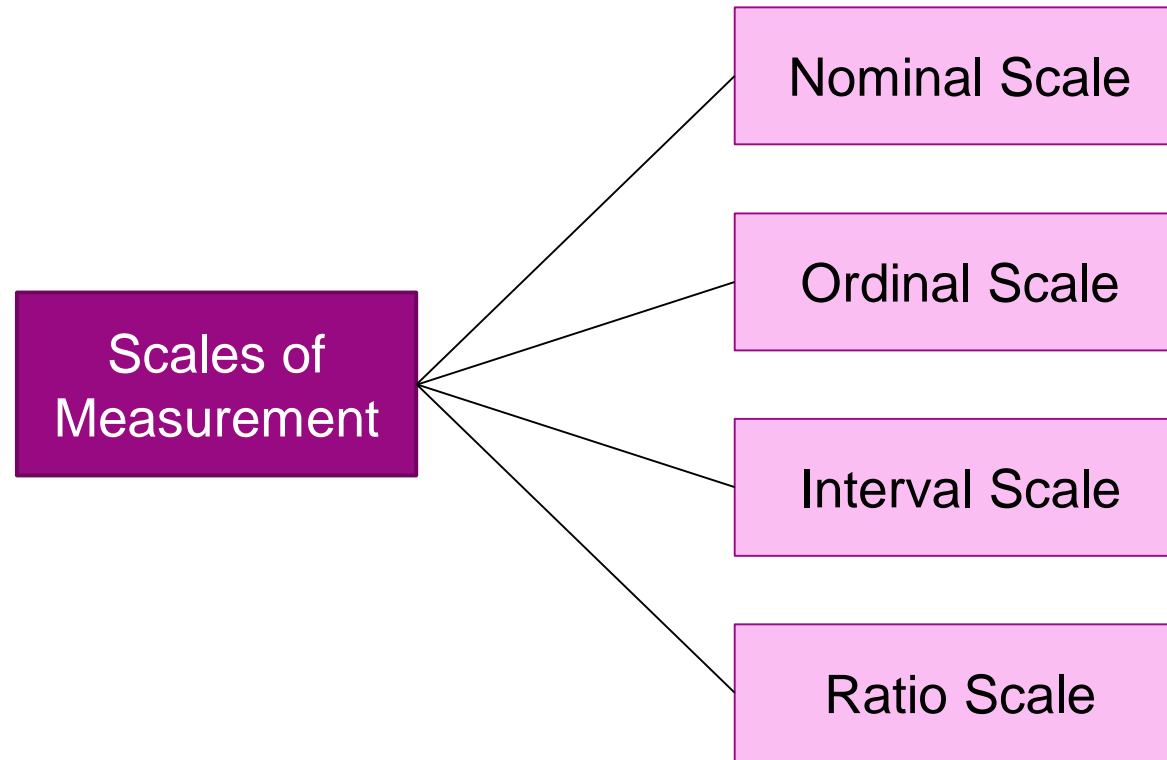 Scales of
Measurement
Nominal Scale
Ordinal Scale
Interval Scale
Ratio Scale